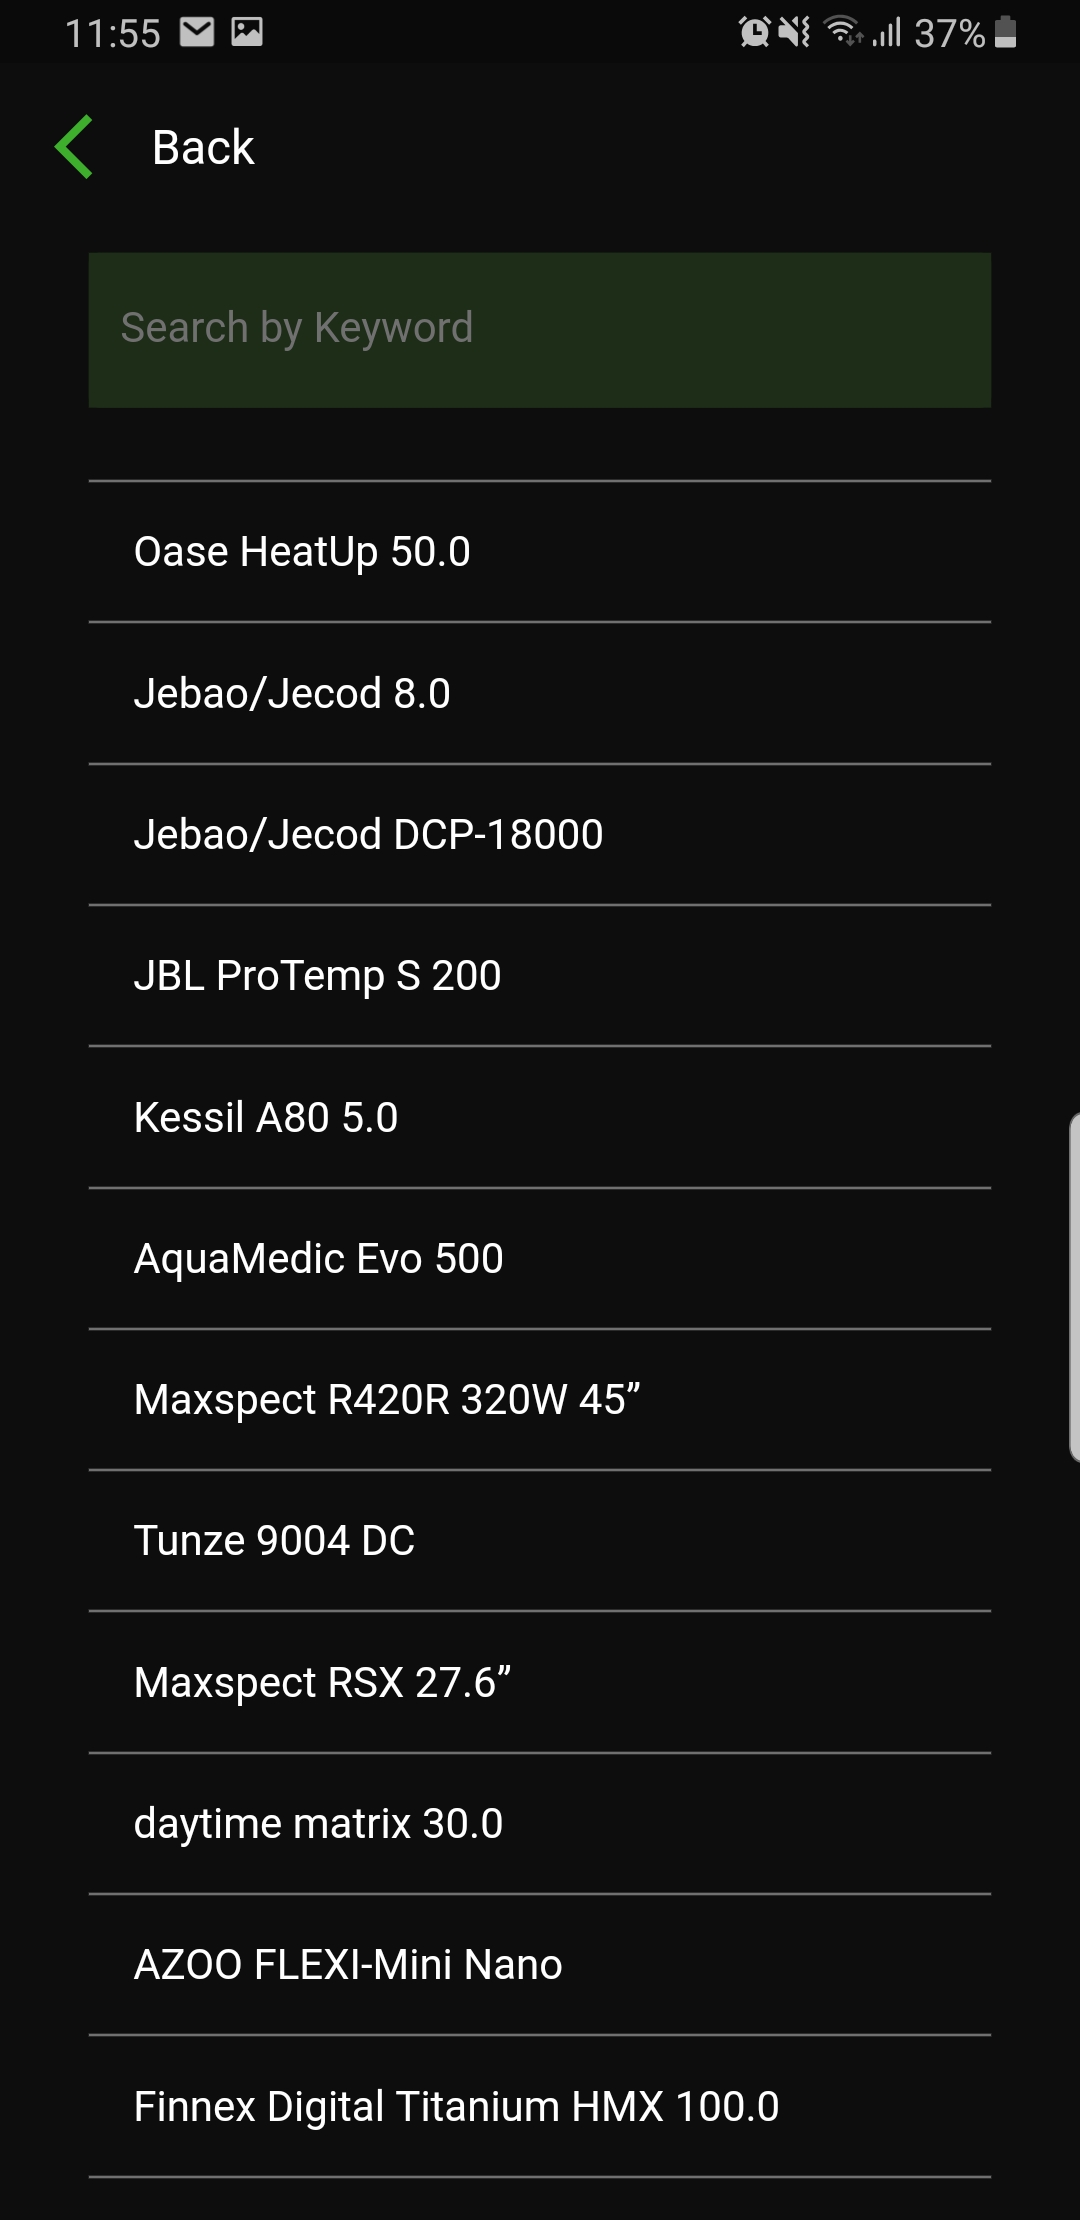 11:55
37%
Back
Search by Keyword
Oase HeatUp 50.0
Jebao/Jecod 8.0
Jebao/Jecod DCP-18000
JBL ProTemp S 200
Kessil A80 5.0
AquaMedic Evo 500
Maxspect R420R 320W 45”
Tunze 9004 DC
Maxspect RSX 27.6”
daytime matrix 30.0
AZOO FLEXI-Mini Nano
Finnex Digital Titanium HMX 100.0